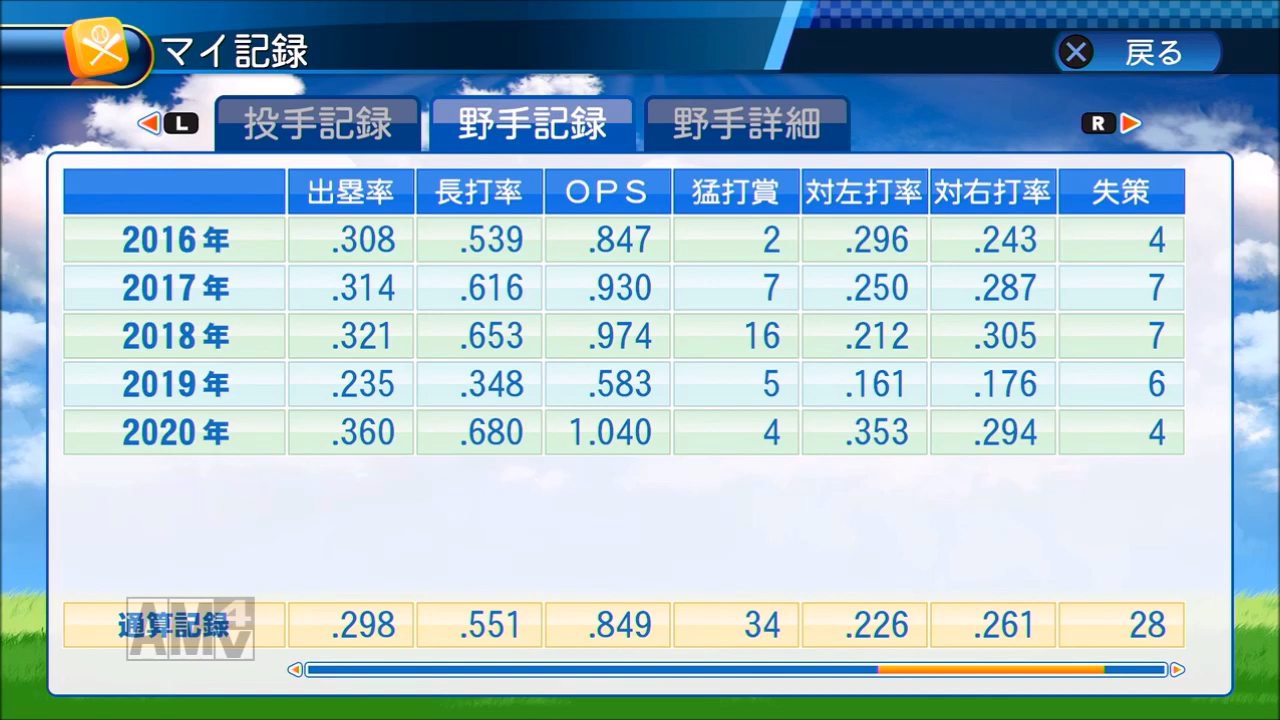 マイ記録
戻る
L 投手記録 野手記録 野手詳細 R
出塁率 長打率 OPS 猛打賞 対左打率 対右打率 失策
2016年 .308 .539 .847 2 .296 .243 4
2017年 .314 .616 .930 7 .250 .287 7
2018年 .321 .653 .974 16 .212 .305 7
2019年 .235 .348 .583 5 .161 .176 6
2020年 .360 .680 1.040 4 .353 .294 4
通算記録 .298 .551 .849 34 .226 .261 28
AMV4